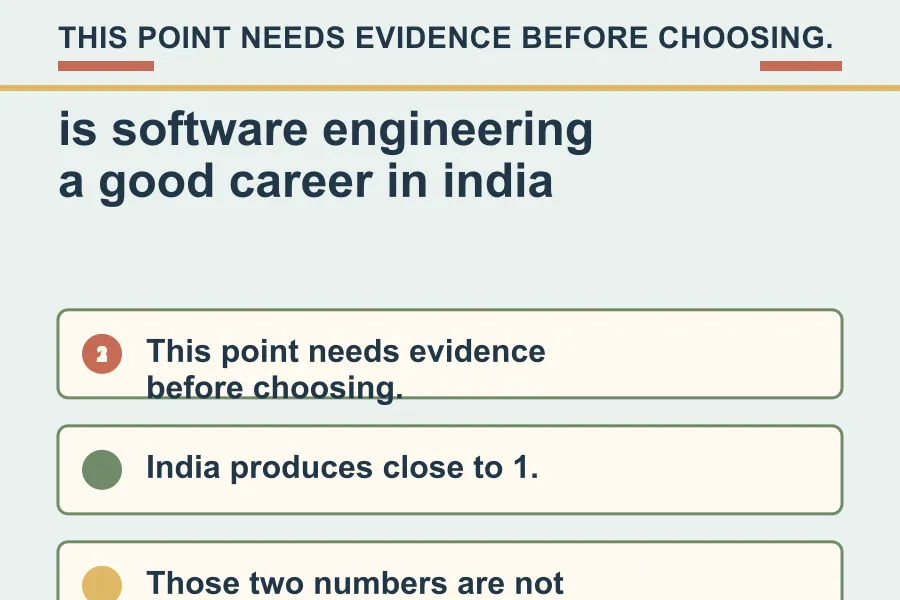 THIS POINT NEEDS EVIDENCE BEFORE CHOOSING.
is software engineering
a good career in india
This point needs evidence
before choosing.
India produces close to 1.
Those two numbers are not